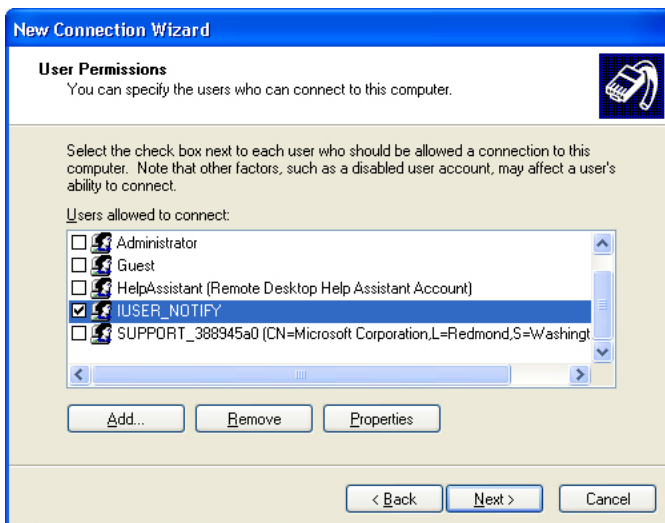 New Connection Wizard
User Permissions
You can specify the users who can connect to this computer.
Select the check box next to each user who should be allowed a connection to this
computer.  Note that other factors, such as a disabled user account, may affect a user's
ability to connect.
Users allowed to connect:
Administrator
Guest
HelpAssistant (Remote Desktop Help Assistant Account)
IUSER_NOTIFY
SUPPORT_388945a0 (CN=Microsoft Corporation,L=Redmond,S=Washingt
Add...
Remove
Properties
< Back
Next >
Cancel